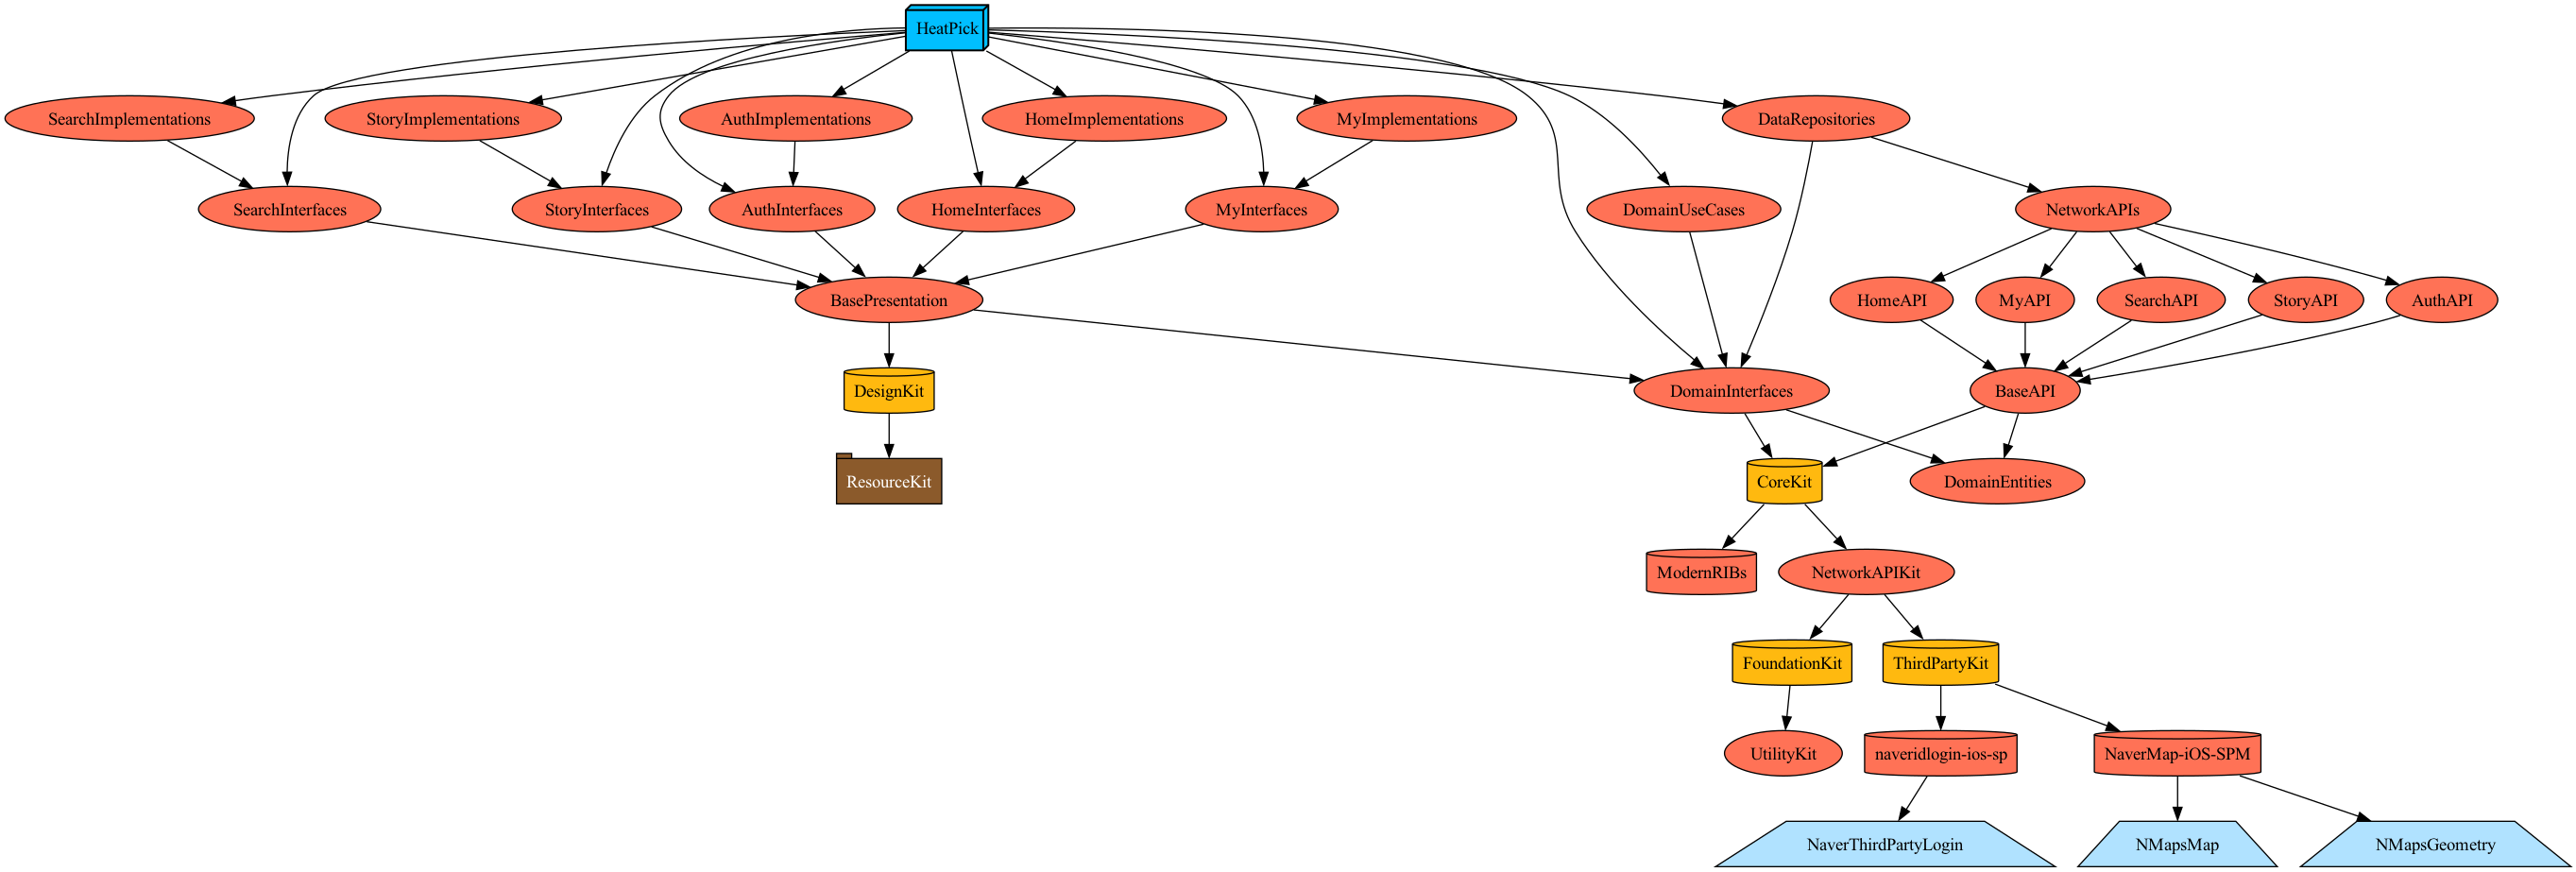 HeatPick
SearchImplementations
StoryImplementations
AuthImplementations
HomeImplementations
MyImplementations
DataRepositories
SearchInterfaces
StoryInterfaces
AuthInterfaces
HomeInterfaces
MyInterfaces
DomainUseCases
NetworkAPIs
BasePresentation
HomeAPI
MyAPI
SearchAPI
StoryAPI
AuthAPI
DesignKit
DomainInterfaces
BaseAPI
ResourceKit
CoreKit
DomainEntities
ModernRIBs
NetworkAPIKit
FoundationKit
ThirdPartyKit
UtilityKit
naveridlogin-ios-sp
NaverMap-iOS-SPM
NaverThirdPartyLogin
NMapsMap
NMapsGeometry